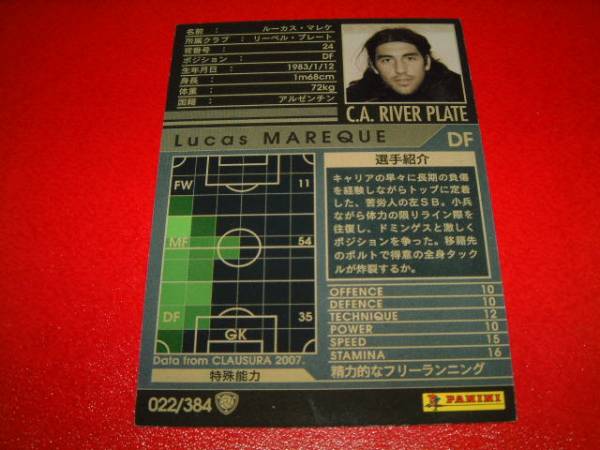 名前 : ルーカス・マレケ
所属クラブ : リーベル・プレート
背番号 : 24
ポジション : DF
生年月日 : 1983/1/12
身長 : 1m68cm
体重 : 72kg
国籍 : アルゼンチン
C.A. RIVER PLATE
Lucas MAREQUE DF
FW 11
MF 54
DF 35
GK
Data from CLAUSURA 2007.
選手紹介
キャリアの早々に長期の負傷
を経験しながらトップに定着
した、苦労人の左SB。小兵
ながら体力の限りライン際を
往復し、ドミンゲスと激しく
ポジションを争った。移籍先
のポルトで得意の全身タック
ルが炸裂するか。
OFFENCE 10
DEFENCE 10
TECHNIQUE 12
POWER 10
SPEED 15
STAMINA 16
特殊能力 精力的なフリーランニング
022/384
PANINI